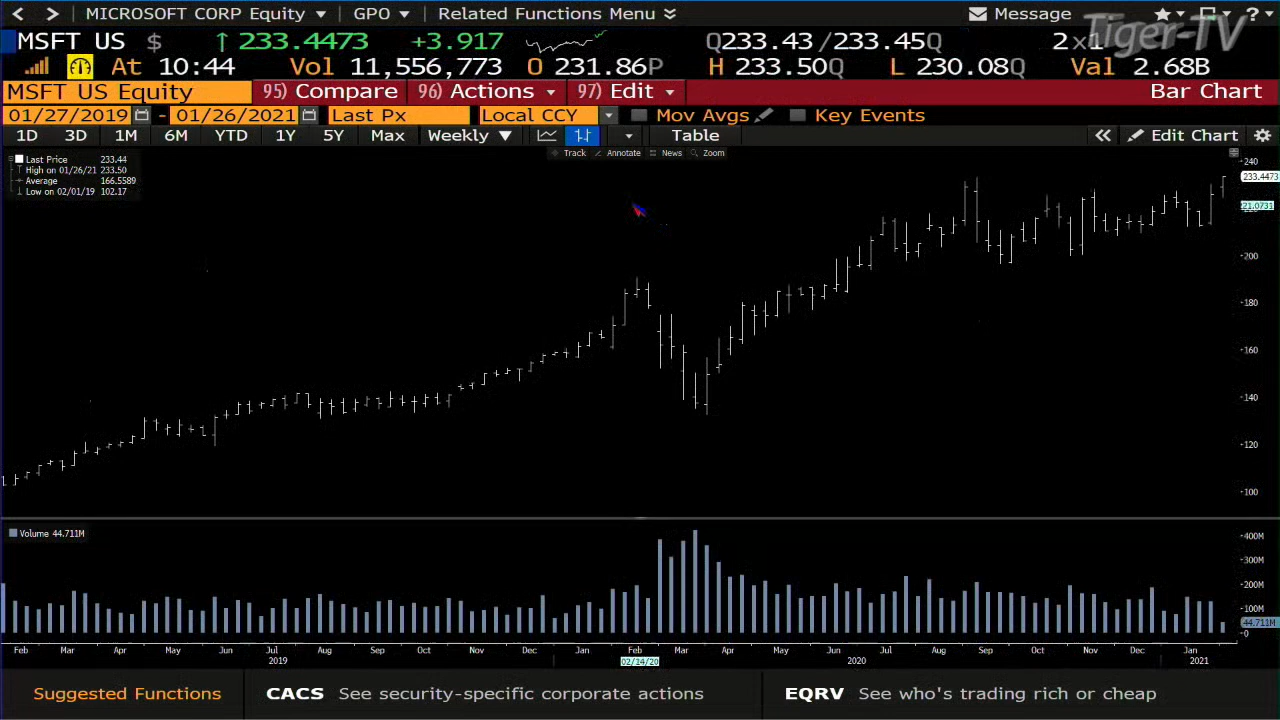 MICROSOFT CORP Equity GPO Related Functions Menu Message ?
Tiger-TV
MSFT US $ ↑ 233.4473 +3.917 Q233.43 /233.45Q 2 x1
At 10:44 Vol 11,556,773 O 231.86P H 233.50Q L 230.08Q Val 2.68B
MSFT US Equity 95) Compare 96) Actions 97) Edit Bar Chart
01/27/2019 - 01/26/2021 Last Px Local CCY Mov Avgs Key Events
1D 3D 1M 6M YTD 1Y 5Y Max Weekly Table Edit Chart
Track Annotate News Zoom
Last Price 233.44
High on 01/26/21 233.50
Average 166.5589
Low on 02/01/19 102.17
240
233.4473
21.0731
200
180
160
140
120
100
Volume 44.711M
400M
300M
200M
100M
44.711M
0
Feb Mar Apr May Jun Jul Aug Sep Oct Nov Dec Jan Feb Mar Apr May Jun Jul Aug Sep Oct Nov Dec Jan
2019 02/14/20 2020 2021
Suggested Functions CACS See security-specific corporate actions EQRV See who's trading rich or cheap